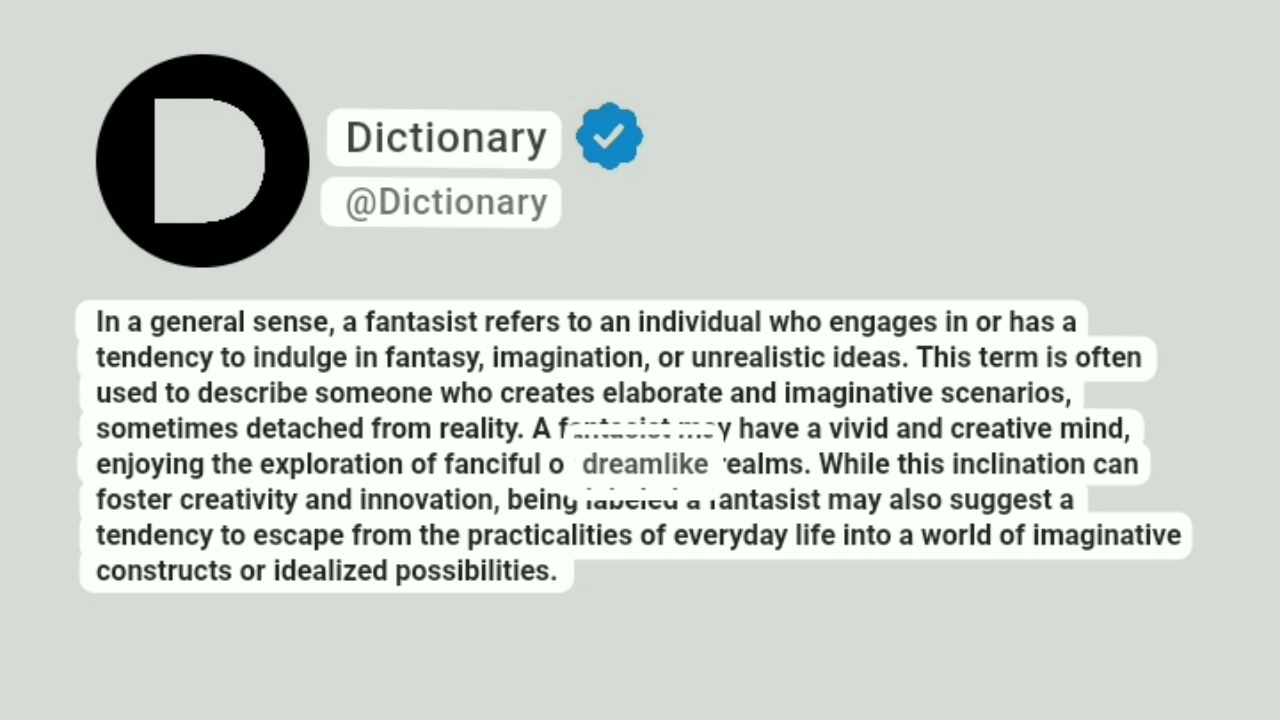 Dictionary
@Dictionary
In a general sense, a fantasist refers to an individual who engages in or has a
tendency to indulge in fantasy, imagination, or unrealistic ideas. This term is often
used to describe someone who creates elaborate and imaginative scenarios,
sometimes detached from reality. A fantasist may have a vivid and creative mind,
enjoying the exploration of fanciful o dreamlike realms. While this inclination can
foster creativity and innovation, being labeled a fantasist may also suggest a
tendency to escape from the practicalities of everyday life into a world of imaginative
constructs or idealized possibilities.